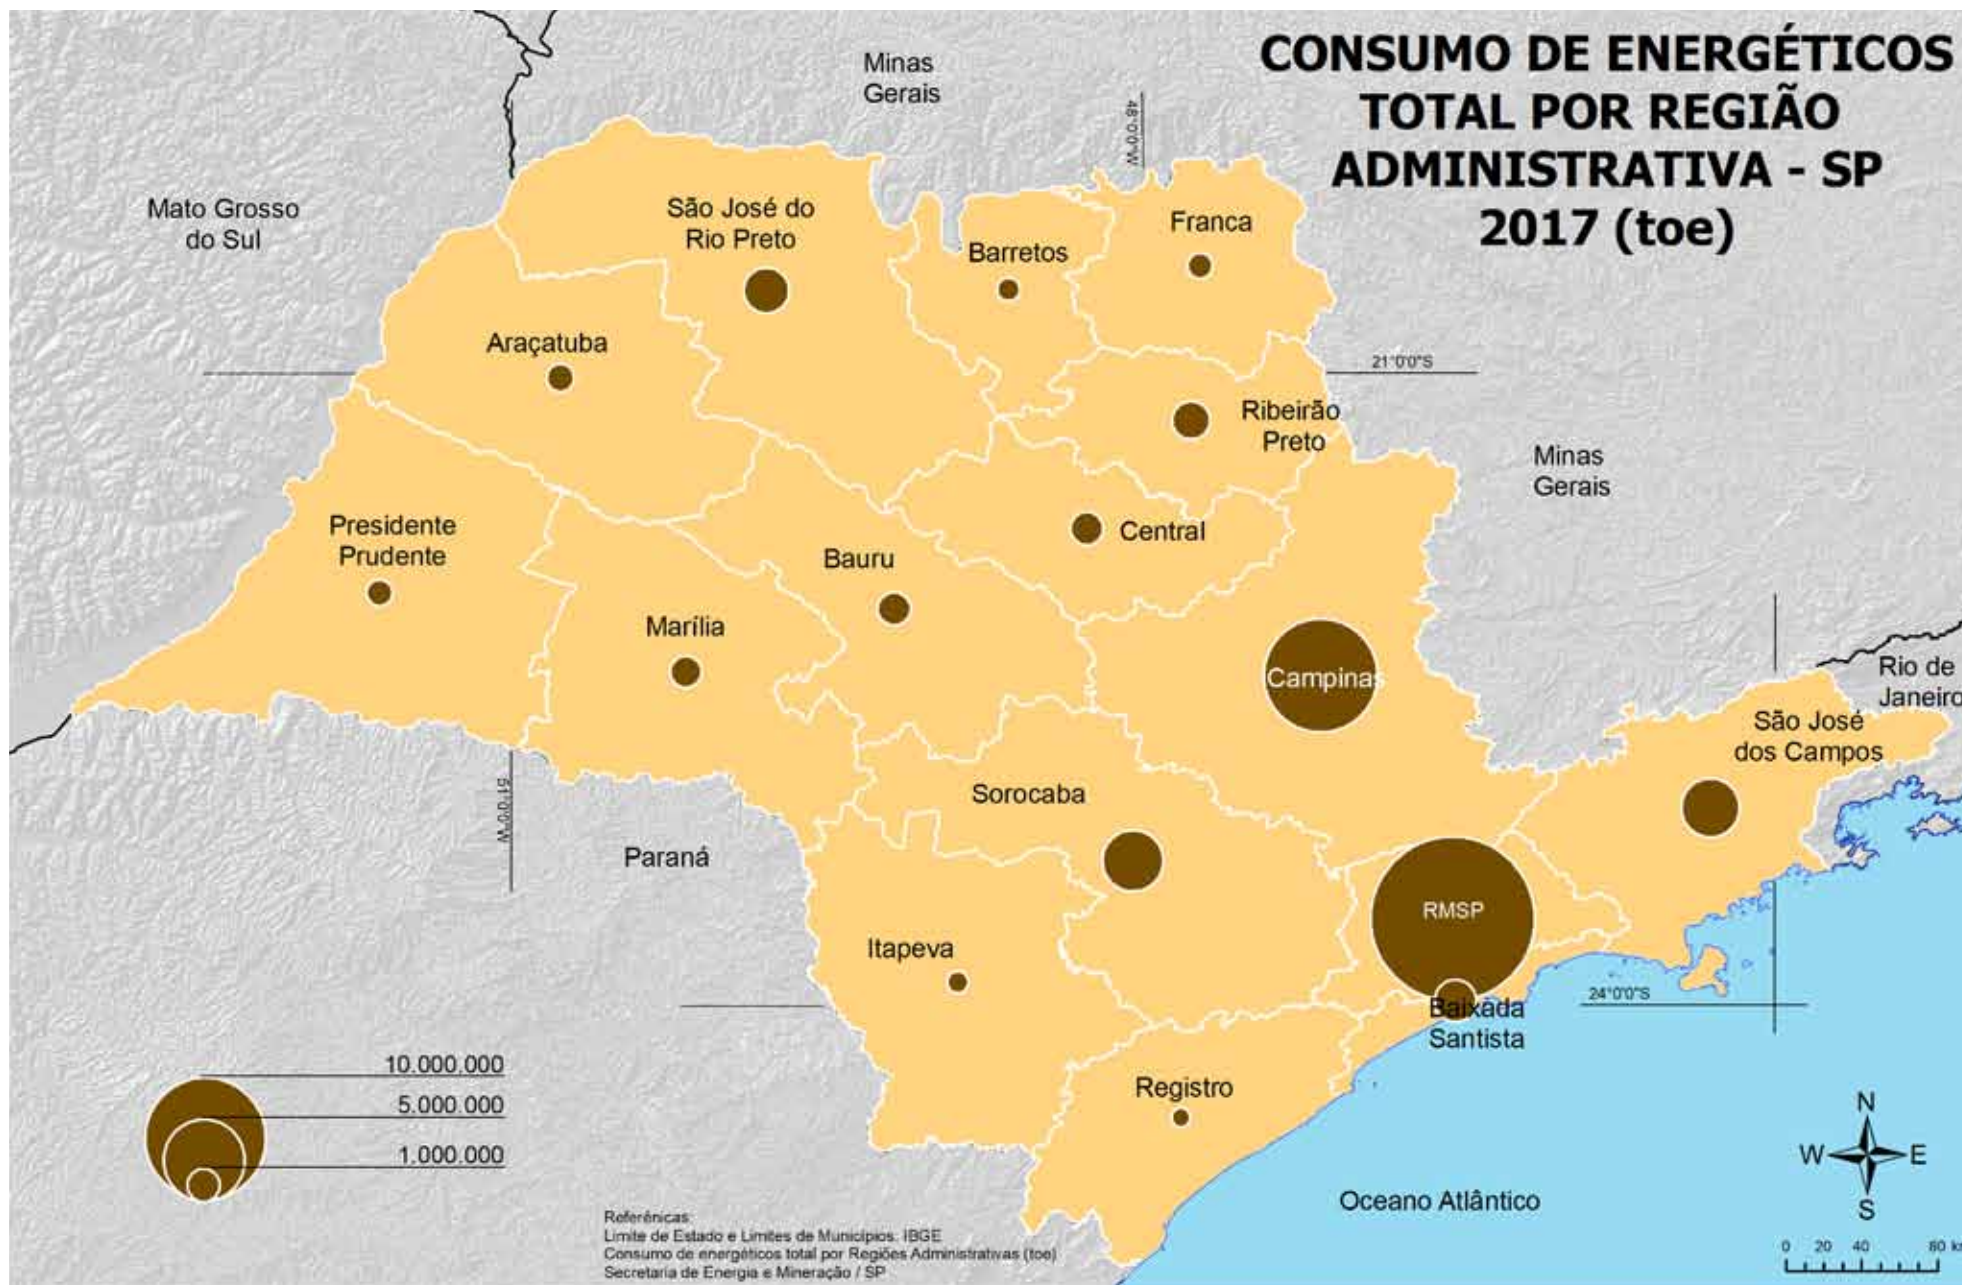 CONSUMO DE ENERGÉTICOS
TOTAL POR REGIÃO
ADMINISTRATIVA - SP
2017 (toe)
Minas
Gerais
48°0'0"W
Mato Grosso
do Sul
São José do
Rio Preto
Barretos
Franca
Araçatuba
21°0'0"S
Ribeirão
Preto
Minas
Gerais
Presidente
Prudente
Central
Bauru
Marília
Campinas
Rio de
Janeiro
São José
dos Campos
51°0'0"W
Sorocaba
Paraná
RMSP
Itapeva
24°0'0"S
Baixada
Santista
Registro
10.000.000
5.000.000
1.000.000
N
W
E
S
Oceano Atlântico
Referênicas:
Limite de Estado e Limites de Municípios: IBGE
Consumo de energéticos total por Regiões Administrativas (toe)
Secretaria de Energia e Mineração / SP
0 20 40 80 km